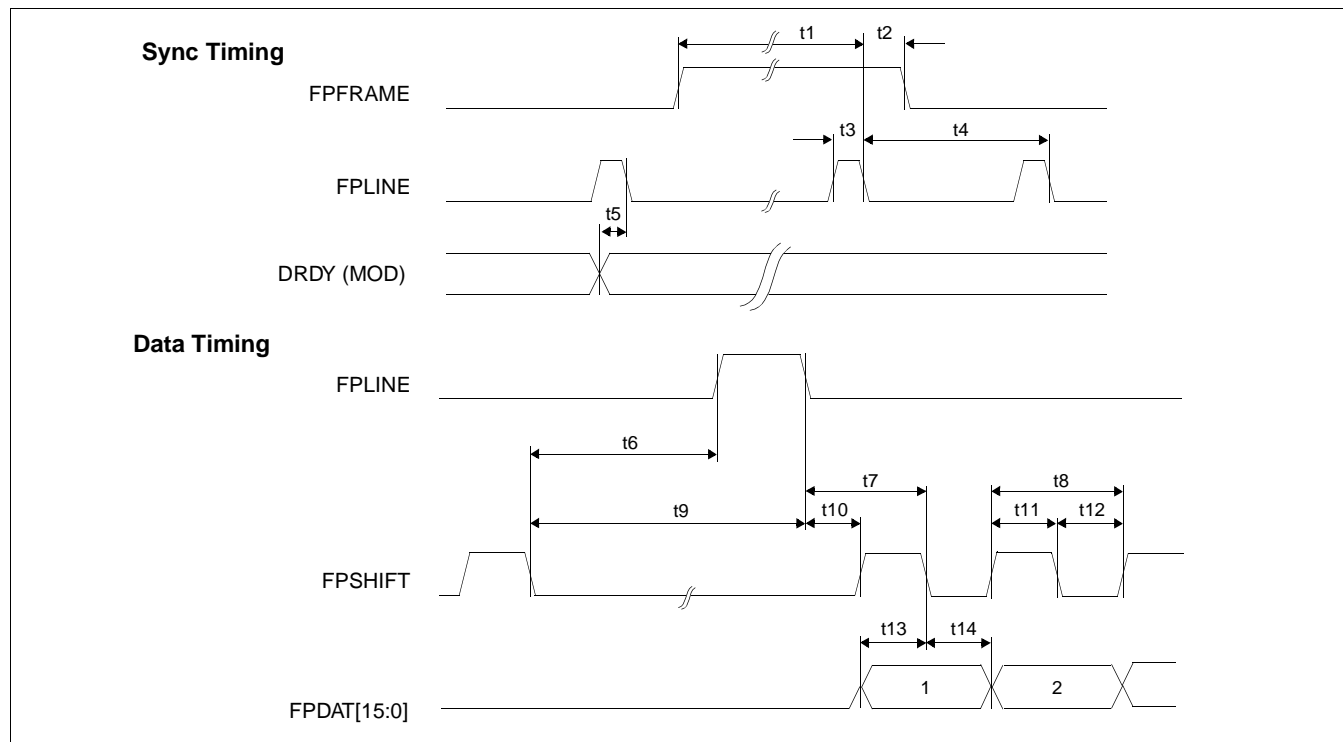 Sync Timing
t1
t2
FPFRAME
t3
t4
FPLINE
t5
DRDY (MOD)
Data Timing
FPLINE
t6
t7
t8
t9
t10
t11
t12
FPSHIFT
t13
t14
FPDAT[15:0]
1
2